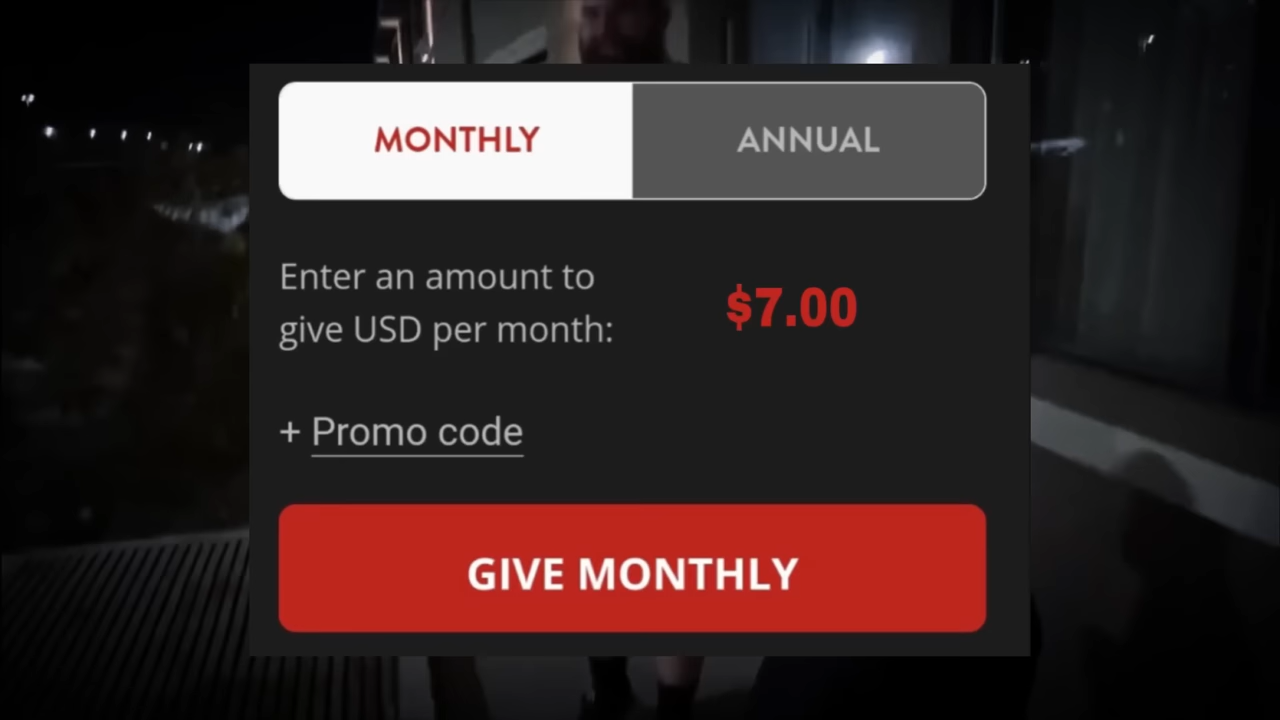 MONTHLY ANNUAL
Enter an amount to
give USD per month:
$7.00
+ Promo code
GIVE MONTHLY